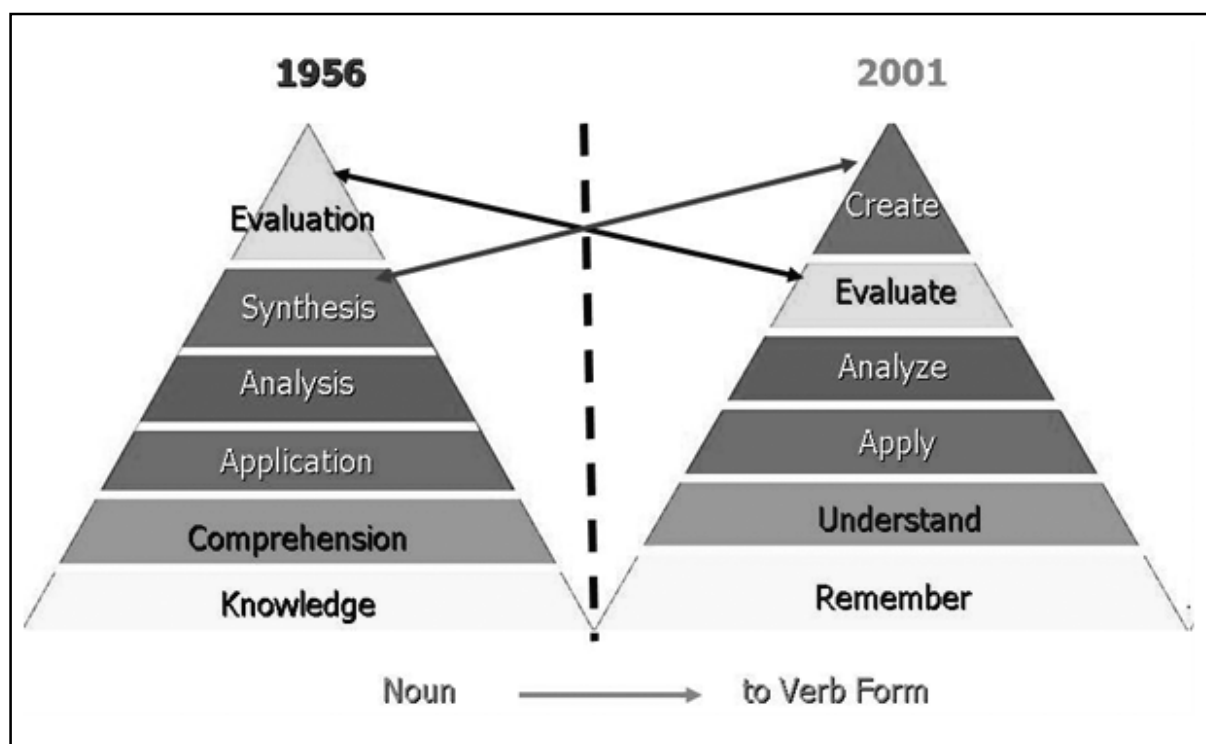 1956
Evaluation
Synthesis
Analysis
Application
Comprehension
Knowledge
2001
Create
Evaluate
Analyze
Apply
Understand
Remember
Noun to Verb Form